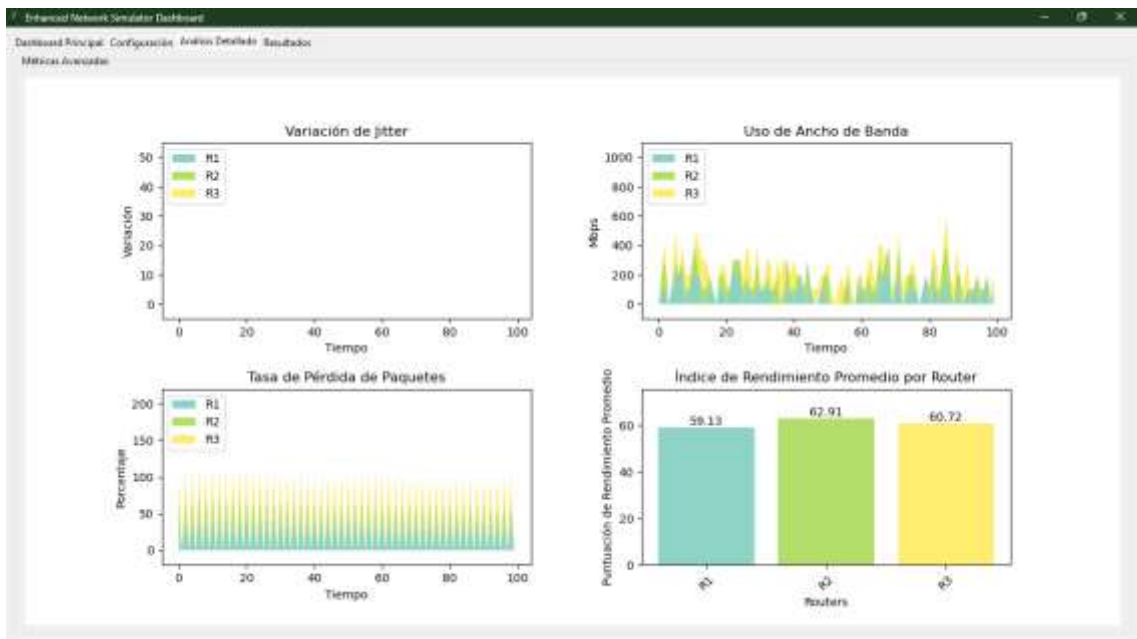 Enhanced Network Simulator Dashboard
Dashboard Principal Configuración Análisis Detallado Resultados
Métricas Avanzadas
Variación de Jitter
50
40
30
20
10
0
Variación
R1
R2
R3
0 20 40 60 80 100
Tiempo
Uso de Ancho de Banda
1000
800
600
400
200
0
Mbps
R1
R2
R3
0 20 40 60 80 100
Tiempo
Tasa de Pérdida de Paquetes
200
150
100
50
0
Porcentaje
R1
R2
R3
0 20 40 60 80 100
Tiempo
Índice de Rendimiento Promedio por Router
60
40
20
0
Puntuación de Rendimiento Promedio
59.13
62.91
60.72
R1 R2 R3
Routers